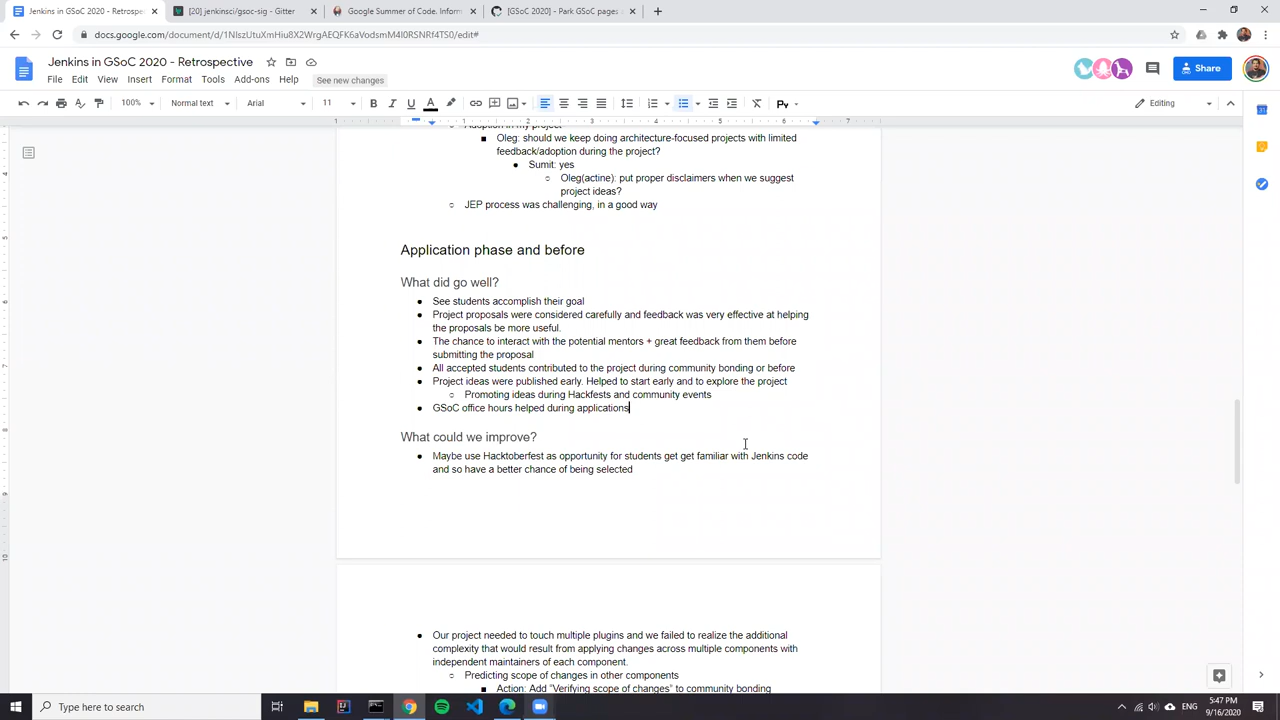 Jenkins in GSoC 2020 - Retrospe
[20] jenkinsci/gsoc-sig - Gitter
Google Summer of Code. Inform
[GSoC 2020] - Park GSoC pages
docs.google.com/document/d/1NlszUtuXmHiu8X2WrgAEQFK6aVodsmM4I0RSNRf4TS0/edit#
Jenkins in GSoC 2020 - Retrospective
File Edit View Insert Format Tools Add-ons Help See new changes
Share
100% Normal text Arial 11 Editing
1 1 2 3 4 5 6 7
Adoption in my project
Oleg: should we keep doing architecture-focused projects with limited
feedback/adoption during the project?
Sumit: yes
Oleg(actine): put proper disclaimers when we suggest
project ideas?
JEP process was challenging, in a good way
Application phase and before
What did go well?
See students accomplish their goal
Project proposals were considered carefully and feedback was very effective at helping
the proposals be more useful.
The chance to interact with the potential mentors + great feedback from them before
submitting the proposal
All accepted students contributed to the project during community bonding or before
Project ideas were published early. Helped to start early and to explore the project
Promoting ideas during Hackfests and community events
GSoC office hours helped during applications
What could we improve?
Maybe use Hacktoberfest as opportunity for students get get familiar with Jenkins code
and so have a better chance of being selected
Our project needed to touch multiple plugins and we failed to realize the additional
complexity that would result from applying changes across multiple components with
independent maintainers of each component.
Predicting scope of changes in other components
Action: Add "Verifying scope of changes" to community bonding
Type here to search
ENG
5:47 PM
9/16/2020